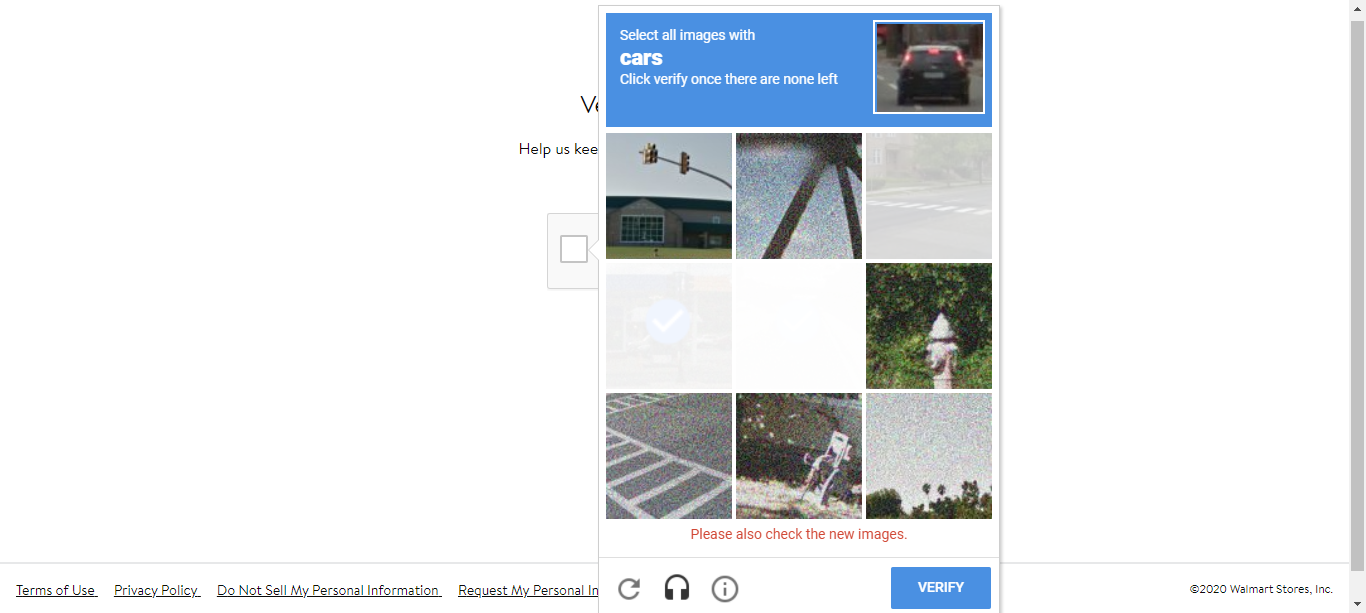 Select all images with
cars
Click verify once there are none left
Ve
Help us kee
Please also check the new images.
VERIFY
Terms of Use Privacy Policy Do Not Sell My Personal Information Request My Personal In
©2020 Walmart Stores, Inc.